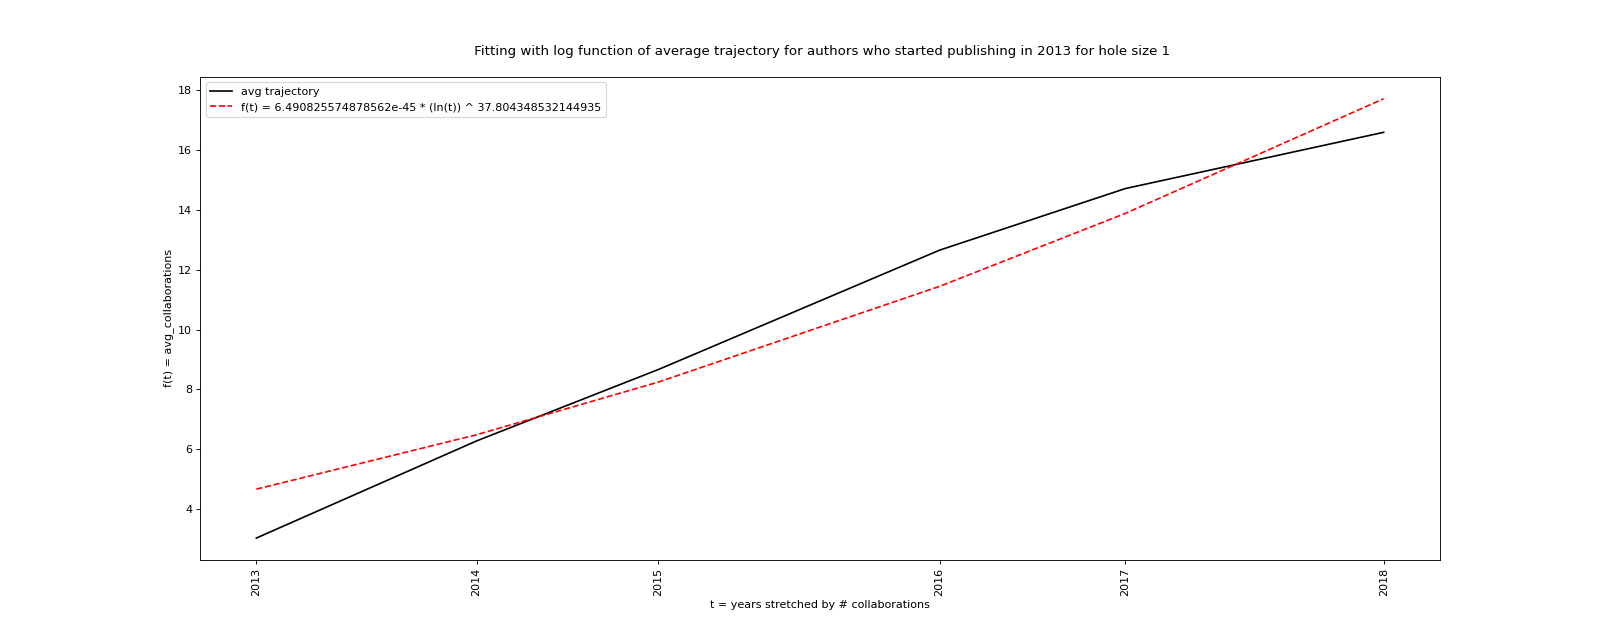 Fitting with log function of average trajectory for authors who started publishing in 2013 for hole size 1
avg trajectory
f(t) = 6.490825574878562e-45 * (ln(t)) ^ 37.804348532144935
18
16
14
12
10
8
6
4
f(t) = avg_collaborations
2013
2014
2015
2016
2017
2018
t = years stretched by # collaborations